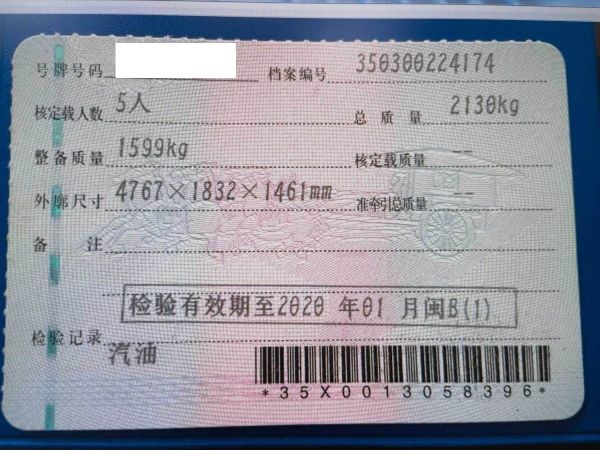 号牌号码 档案编号 350300224174
核定载人数 5人 总质量 2130kg
整备质量 1599kg 核定载质量 --
外廓尺寸 4767×1832×1461mm 准牵引总质量 --
备注
检验有效期至2020 年01 月闽B(1)
检验记录
汽油
*35X0013058396*